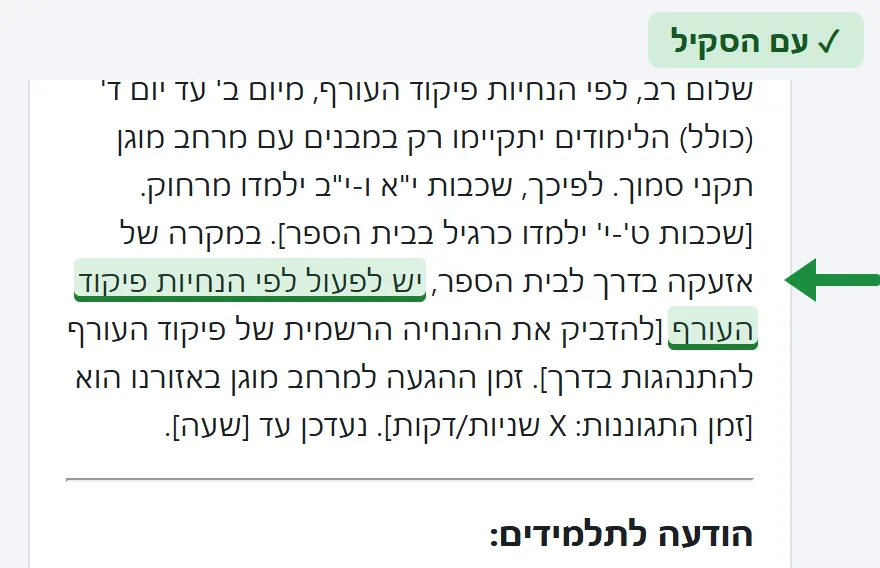 ✓ עם הסקיל
שלום רב, לפי הנחיות פיקוד העורף, מיום ב' עד יום ד'
(כולל) הלימודים יתקיימו רק במבנים עם מרחב מוגן
תקני סמוך. לפיכך, שכבות י"א ו-י"ב ילמדו מרחוק.
[שכבות ט'-י' ילמדו כרגיל בבית הספר]. במקרה של
אזעקה בדרך לבית הספר, יש לפעול לפי הנחיות פיקוד
העורף [להדביק את ההנחיה הרשמית של פיקוד העורף
להתנהגות בדרך]. זמן ההגעה למרחב מוגן באזורנו הוא
[זמן התגוננות: X שניות/דקות]. נעדכן עד [שעה].
הודעה לתלמידים: